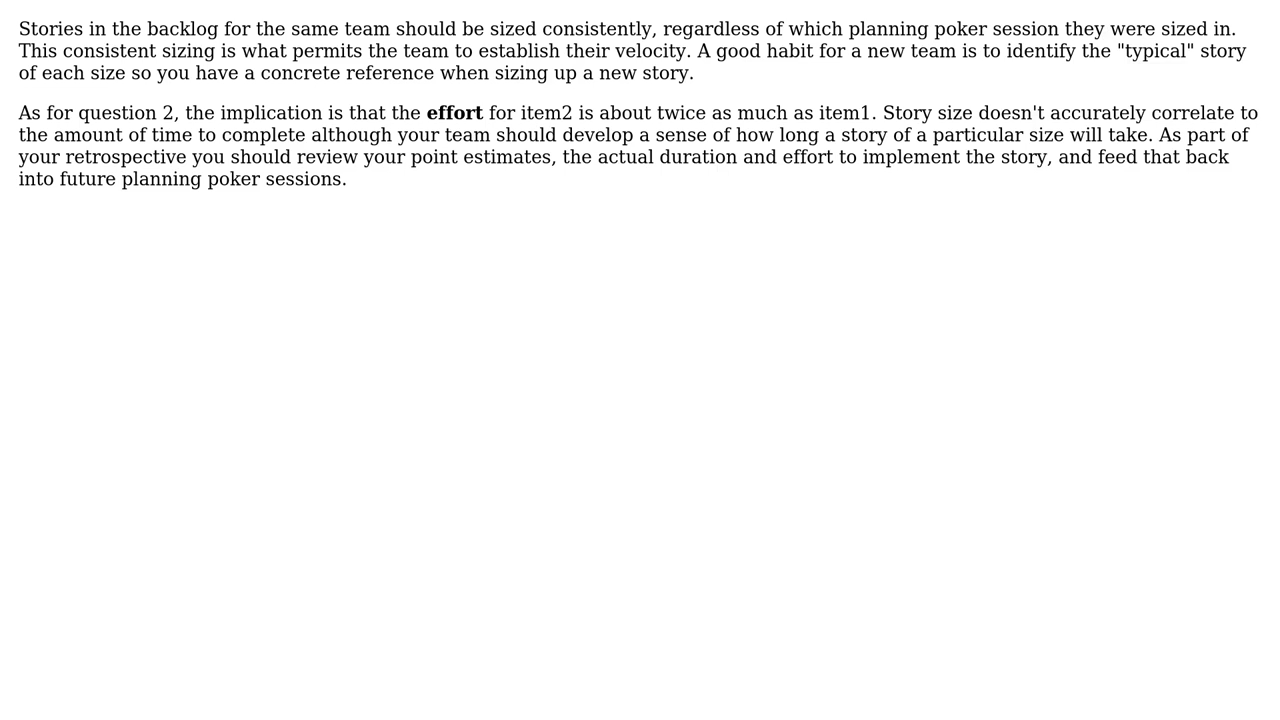 Stories in the backlog for the same team should be sized consistently, regardless of which planning poker session they were sized in.
This consistent sizing is what permits the team to establish their velocity. A good habit for a new team is to identify the "typical" story
of each size so you have a concrete reference when sizing up a new story.
As for question 2, the implication is that the effort for item2 is about twice as much as item1. Story size doesn't accurately correlate to
the amount of time to complete although your team should develop a sense of how long a story of a particular size will take. As part of
your retrospective you should review your point estimates, the actual duration and effort to implement the story, and feed that back
into future planning poker sessions.